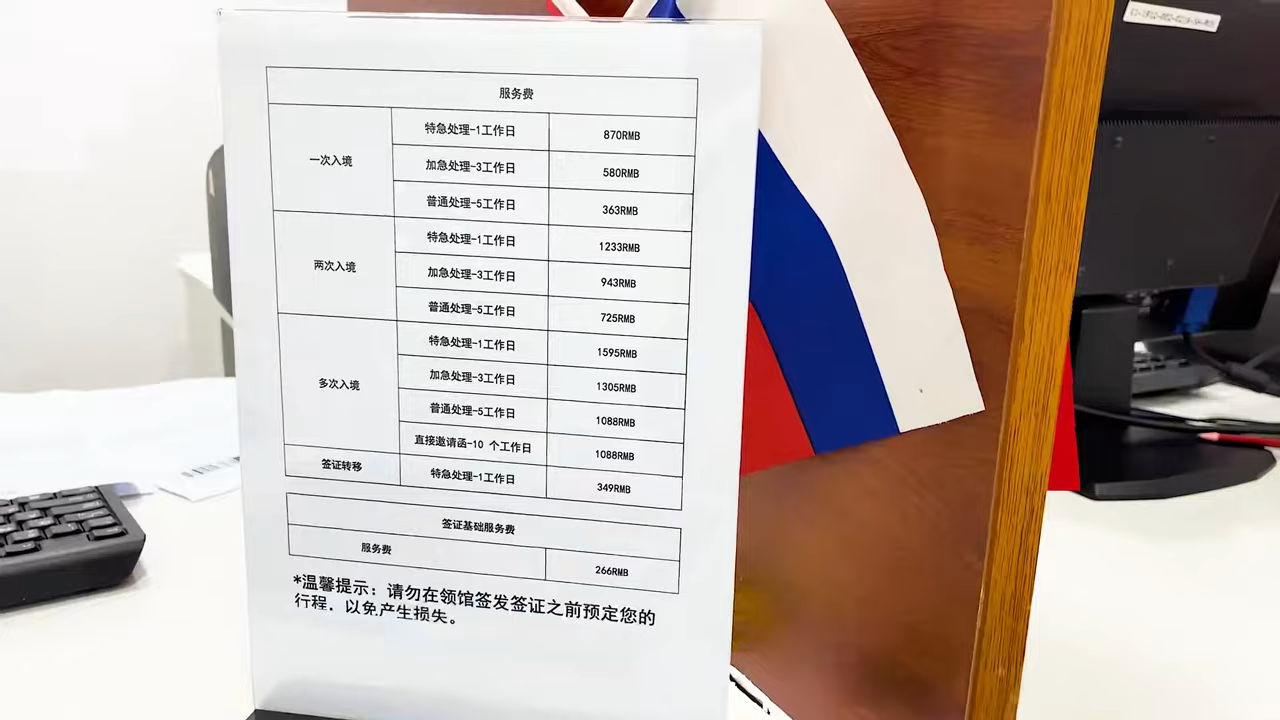 服务费
一次入境
特急处理-1工作日 870RMB
加急处理-3工作日 580RMB
普通处理-5工作日 363RMB
两次入境
特急处理-1工作日 1233RMB
加急处理-3工作日 943RMB
普通处理-5工作日 725RMB
多次入境
特急处理-1工作日 1595RMB
加急处理-3工作日 1305RMB
普通处理-5工作日 1088RMB
直接邀请函-10 个工作日 1088RMB
签证转移 特急处理-1工作日 349RMB
签证基础服务费
服务费 266RMB
*温馨提示：请勿在领馆签发签证之前预定您的
行程，以免产生损失。